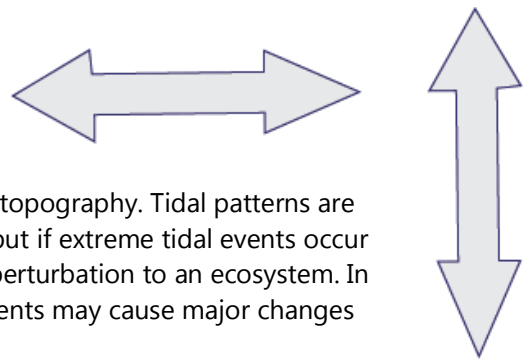 topography. Tidal patterns are
but if extreme tidal events occur
perturbation to an ecosystem. In
ents may cause major changes